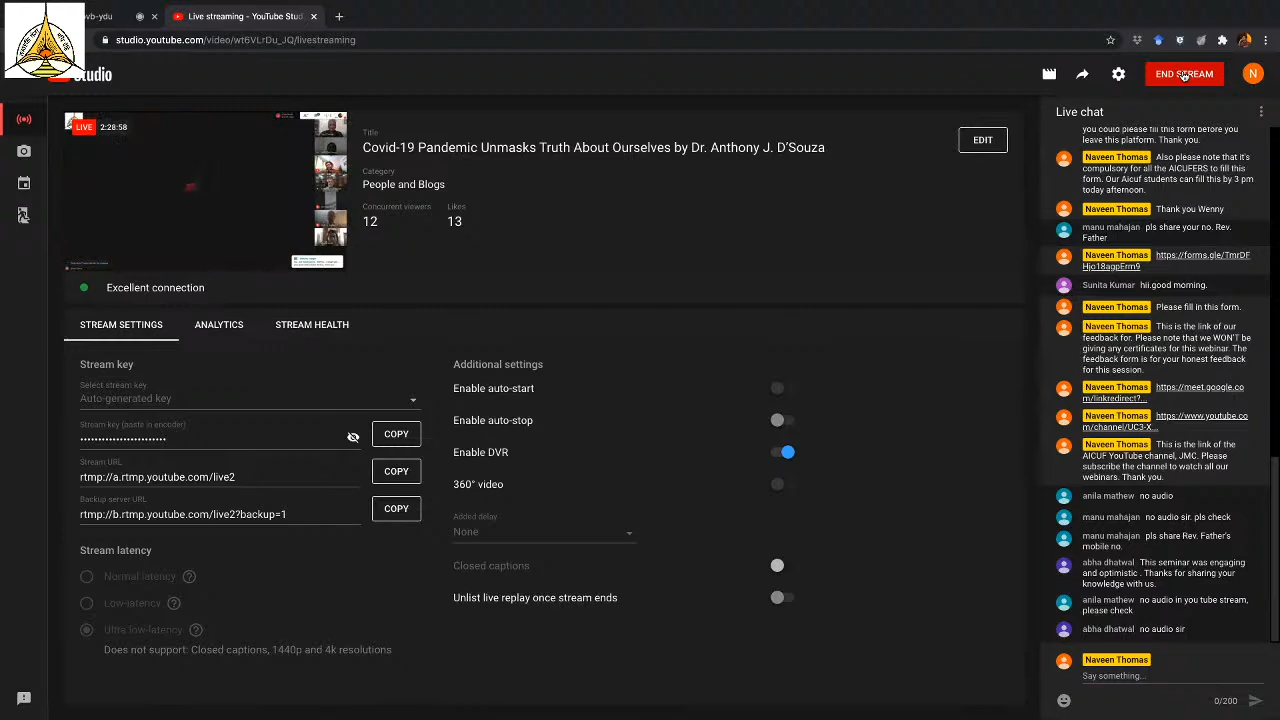 vb-ydu
Live streaming - YouTube Stud
studio.youtube.com/video/wt6VLrDu_JQ/livestreaming
Studio
END STREAM
N
LIVE
2:28:58
Title
Covid-19 Pandemic Unmasks Truth About Ourselves by Dr. Anthony J. D'Souza
EDIT
Category
People and Blogs
Concurrent viewers
Likes
12
13
Excellent connection
STREAM SETTINGS
ANALYTICS
STREAM HEALTH
Stream key
Select stream key
Auto-generated key
Stream key (paste in encoder)
COPY
Stream URL
rtmp://a.rtmp.youtube.com/live2
COPY
Backup server URL
rtmp://b.rtmp.youtube.com/live2?backup=1
COPY
Stream latency
Normal latency
Low-latency
Ultra low-latency
Does not support: Closed captions, 1440p and 4k resolutions
Additional settings
Enable auto-start
Enable auto-stop
Enable DVR
360° video
Added delay
None
Closed captions
Unlist live replay once stream ends
Live chat
you could please fill this form before you
leave this platform. Thank you.
Naveen Thomas Also please note that it's
compulsory for all the AICUFERS to fill this
form. Our Aicuf students can fill this by 3 pm
today afternoon.
Naveen Thomas Thank you Wenny
manu mahajan pls share your no. Rev.
Father
Naveen Thomas
Sunita Kumar hii.good morning.
Naveen Thomas Please fill in this form.
Naveen Thomas This is the link of our
feedback for. Please note that we WON'T be
giving any certificates for this webinar. The
feedback form is for your honest feedback
for this session.
Naveen Thomas https://meet.google.co
m/linkredirect?...
Naveen Thomas https://www.youtube.co
m/channel/UC3-X...
Naveen Thomas This is the link of the
AICUF YouTube channel, JMC. Please
subscribe the channel to watch all our
webinars. Thank you.
anila mathew no audio
manu mahajan no audio sir. pls check
manu mahajan pls share Rev. Father's
mobile no.
abha dhatwal This seminar was engaging
and optimistic . Thanks for sharing your
knowledge with us.
anila mathew no audio in you tube stream,
please check
abha dhatwal no audio sir
Naveen Thomas
Say something...
0/200